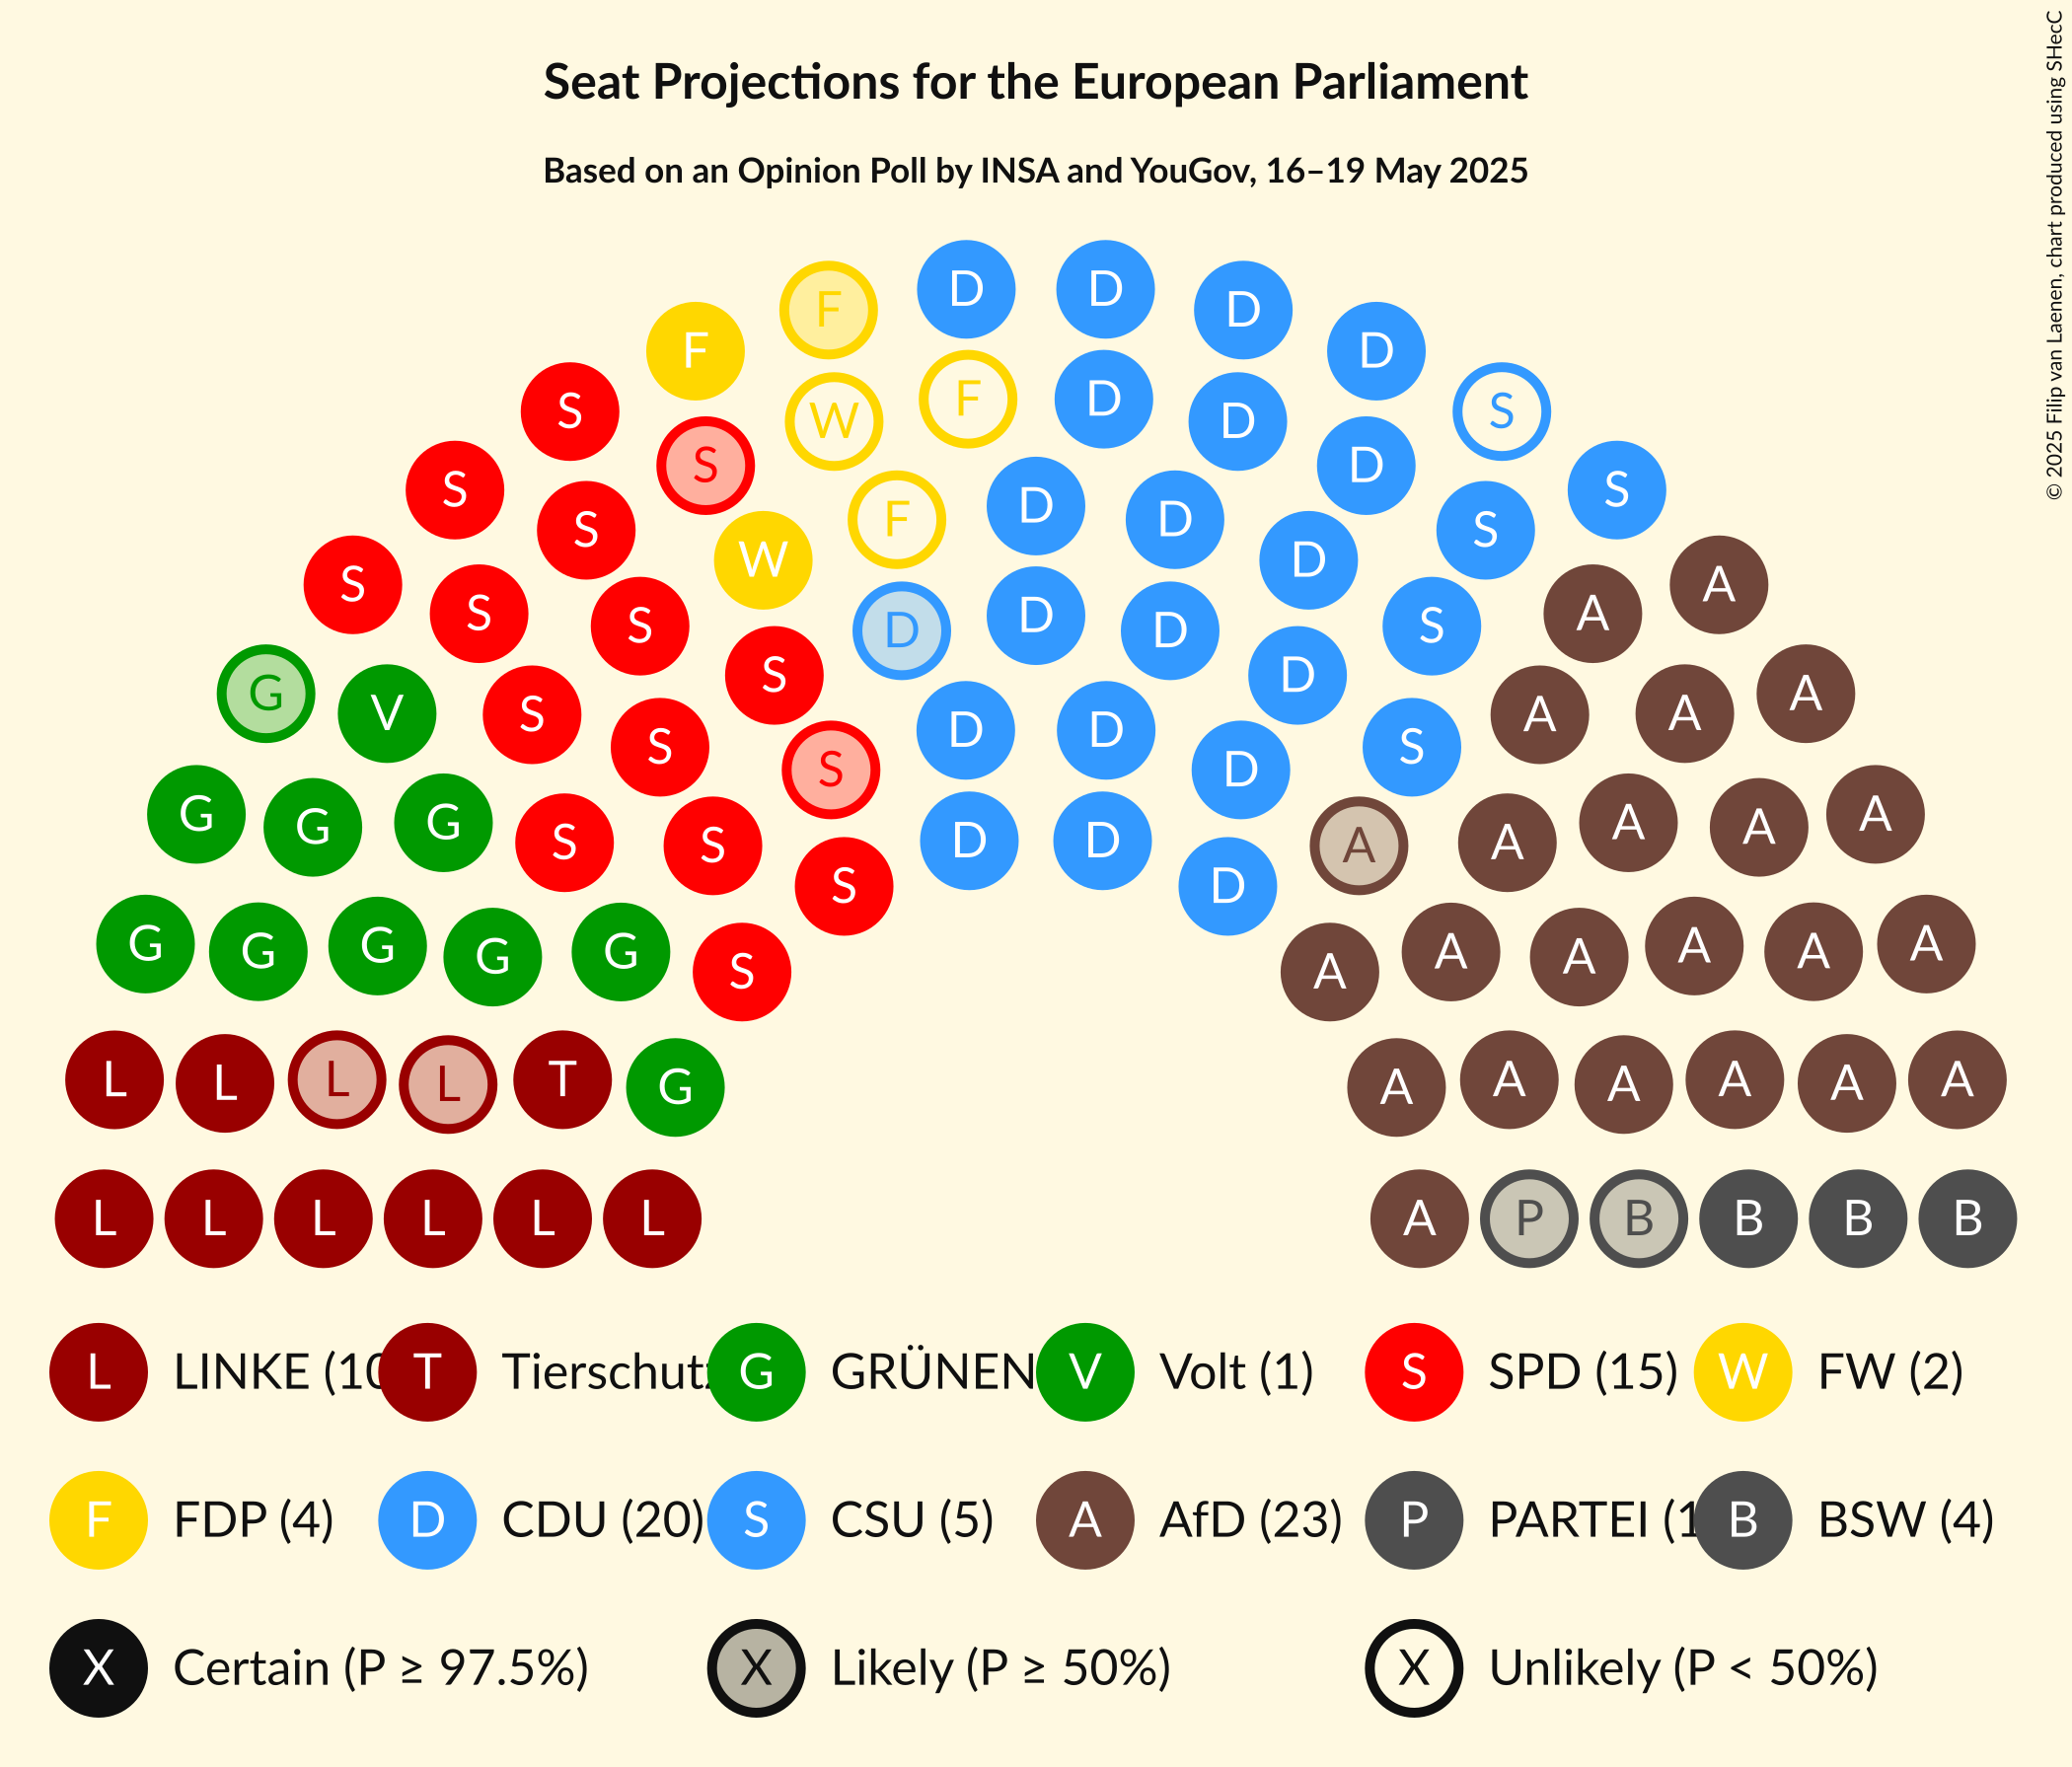 Seat Projections for the European Parliament
Based on an Opinion Poll by INSA and YouGov, 16–19 May 2025
© 2025 Filip van Laenen, chart produced using SHecC
D D
F D
F D
S F D S
W D
S S D S
S D D
S W F D S
S D A
S S D D D S A
G V S S D D S A A A
S A
G G G S S D D D A A A A
S D D A
G G G G G S S D A A A A A A
L L L L T G A A A A A A
L L L L L L A P B B B B
L LINKE (10 T Tierschutz G GRÜNEN V Volt (1) S SPD (15) W FW (2)
F FDP (4) D CDU (20) S CSU (5) A AfD (23) P PARTEI (1 B BSW (4)
X Certain (P ≥ 97.5%) X Likely (P ≥ 50%) X Unlikely (P < 50%)